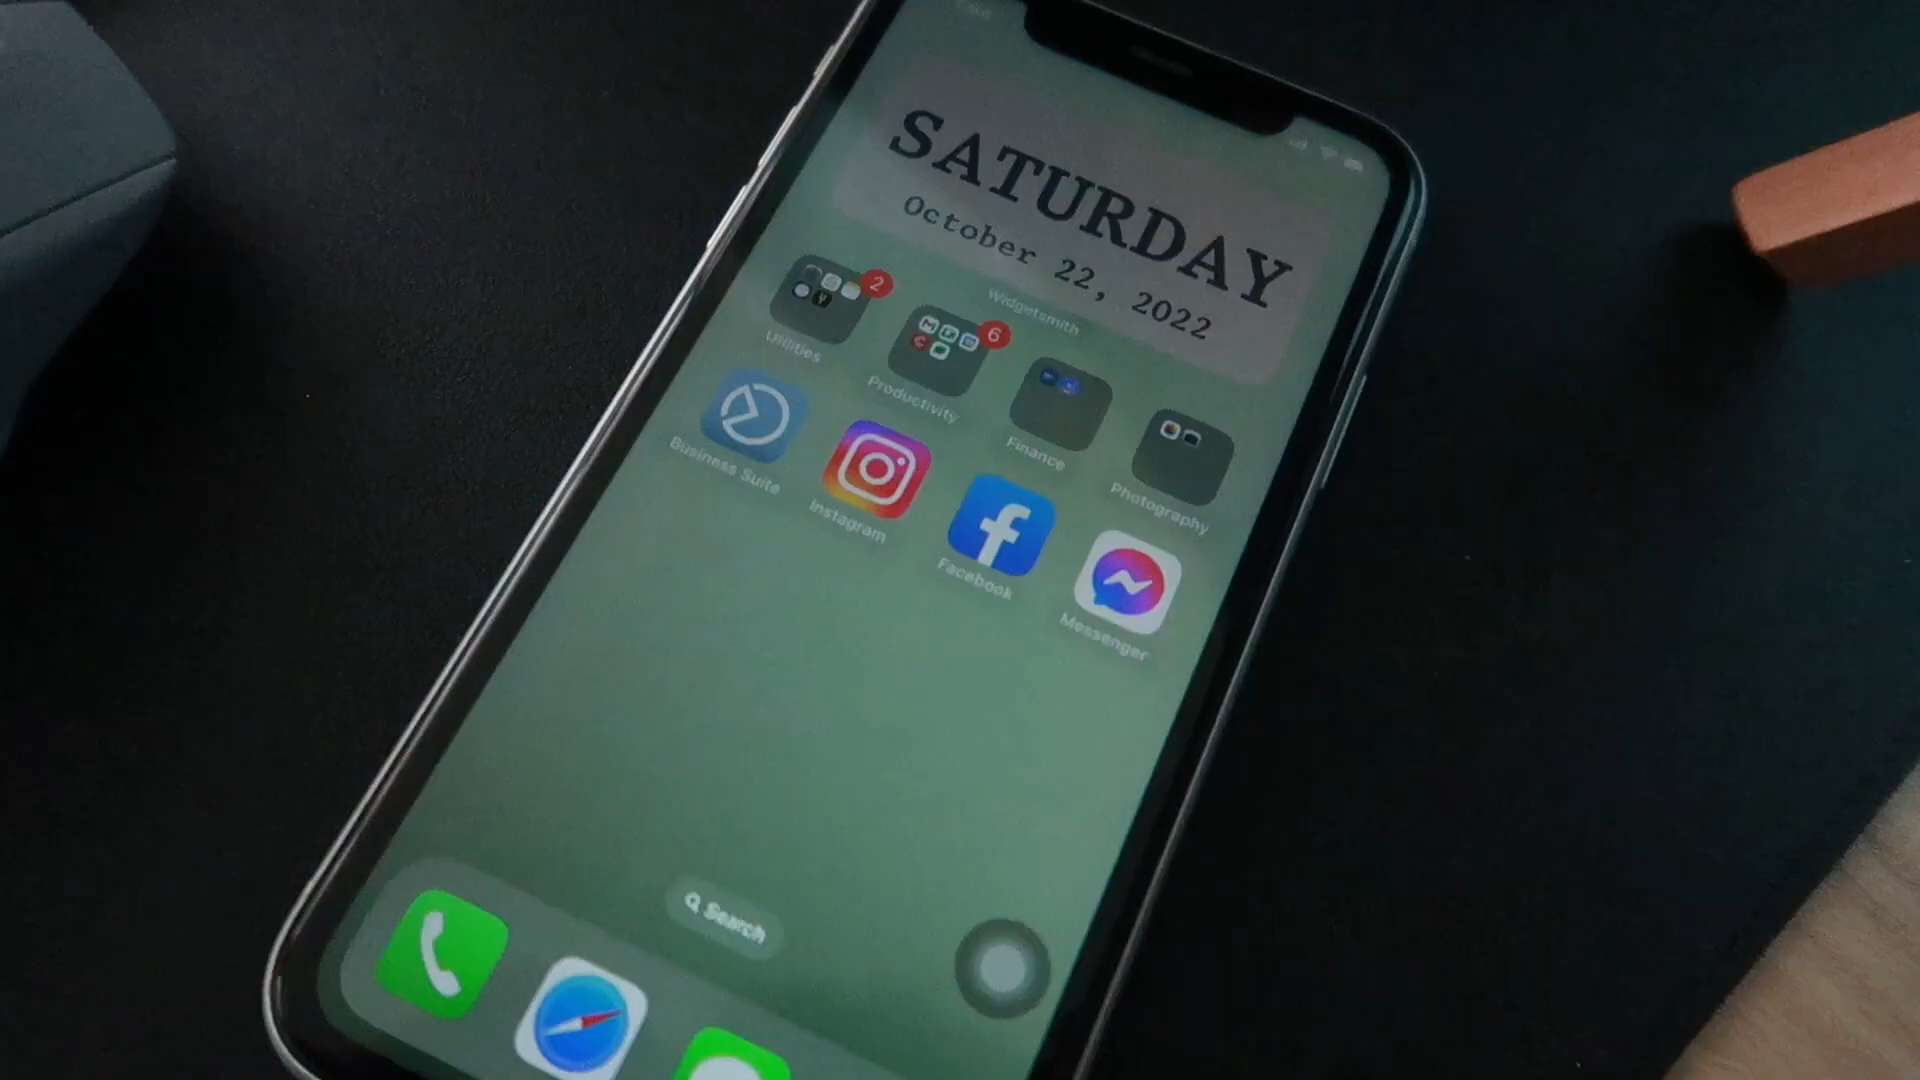 SATURDAY
October 22, 2022
Widgetsmith
2
6
Utilities
Productivity
Finance
Photography
Business Suite
Instagram
Facebook
Messenger
Search